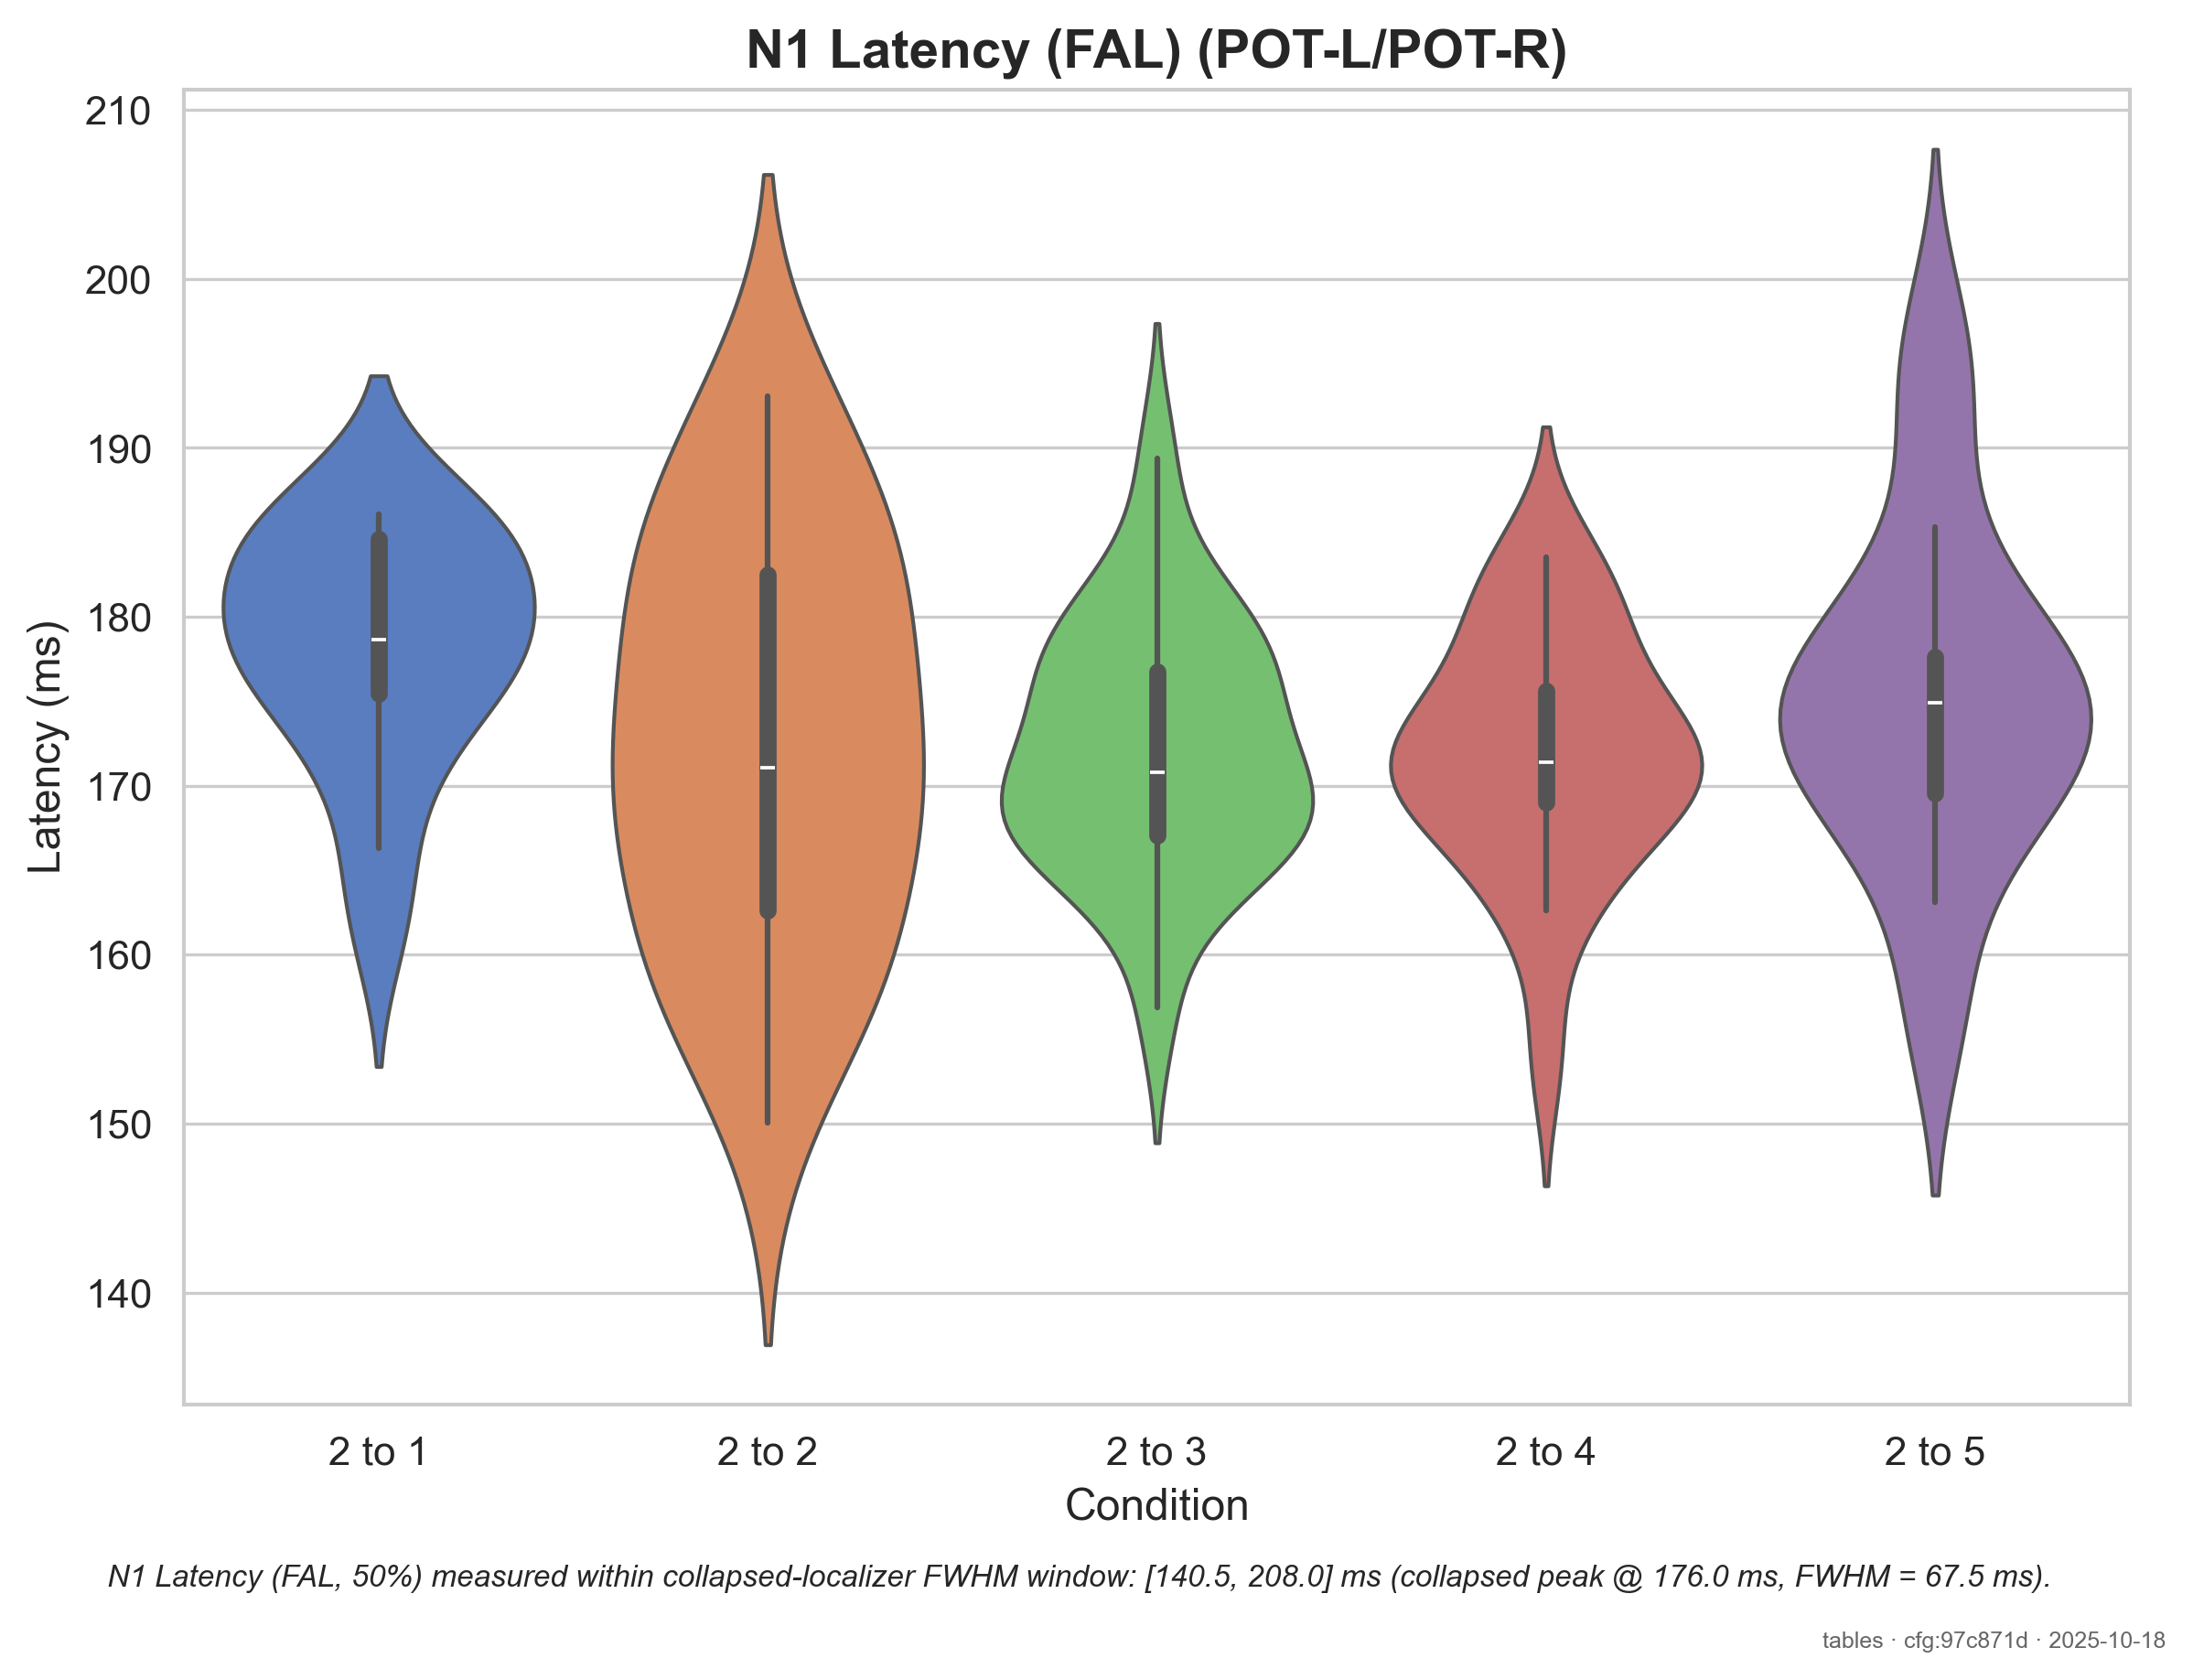 N1 Latency (FAL) (POT-L/POT-R)
Latency (ms)
210
200
190
180
170
160
150
140
2 to 1
2 to 2
2 to 3
2 to 4
2 to 5
Condition
N1 Latency (FAL, 50%) measured within collapsed-localizer FWHM window: [140.5, 208.0] ms (collapsed peak @ 176.0 ms, FWHM = 67.5 ms).
tables · cfg:97c871d · 2025-10-18